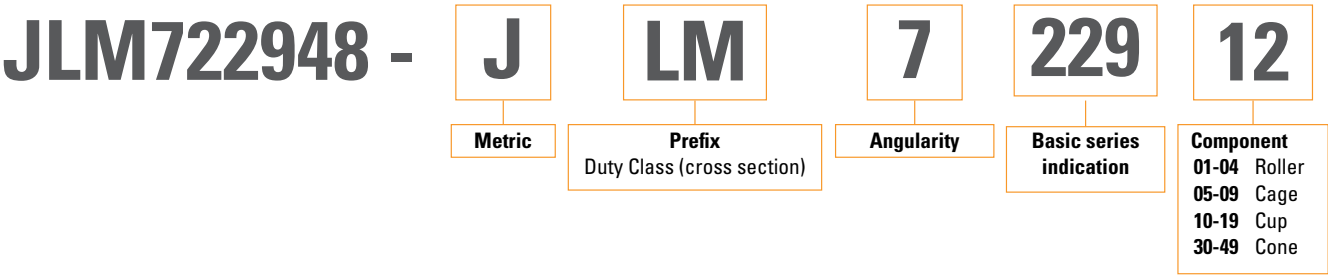 JLM722948 - J LM 7 229 12
Metric
Prefix
Duty Class (cross section)
Angularity
Basic series
indication
Component
01-04 Roller
05-09 Cage
10-19 Cup
30-49 Cone